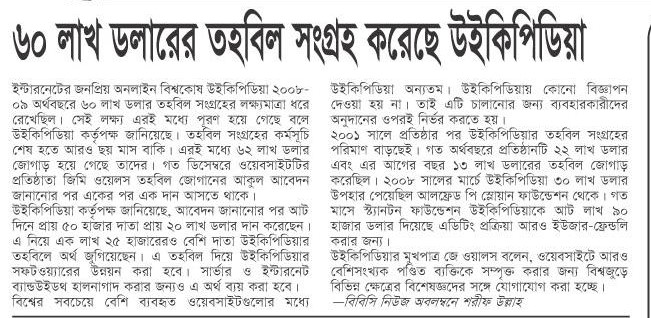 ৬০ লাখ ডলারের তহবিল সংগ্রহ করেছে উইকিপিডিয়া
ইন্টারনেটের জনপ্রিয় অনলাইন বিশ্বকোষ উইকিপিডিয়া ২০০৮-
০৯ অর্থবছরে ৬০ লাখ ডলার তহবিল সংগ্রহের লক্ষ্যমাত্রা ধরে
রেখেছিল। সেই লক্ষ্য এরই মধ্যে পূরণ হয়ে গেছে বলে
উইকিপিডিয়া কর্তৃপক্ষ জানিয়েছে। তহবিল সংগ্রহের কর্মসূচি
শেষ হতে আরও ছয় মাস বাকি। এরই মধ্যে ৬২ লাখ ডলার
জোগাড় হয়ে গেছে তাদের। গত ডিসেম্বরে ওয়েবসাইটটির
প্রতিষ্ঠাতা জিমি ওয়েলস তহবিল জোগানের আকুল আবেদন
জানানোর পর একের পর এক দান আসতে থাকে।
উইকিপিডিয়া কর্তৃপক্ষ জানিয়েছে, আবেদন জানানোর পর আট
দিনে প্রায় ৫০ হাজার দাতা প্রায় ২০ লাখ ডলার দান করেছেন।
এ নিয়ে এক লাখ ২৫ হাজারেরও বেশি দাতা উইকিপিডিয়ার
তহবিলে অর্থ জুগিয়েছেন। এ তহবিল দিয়ে উইকিপিডিয়ার
সফটওয়্যারের উন্নয়ন করা হবে। সার্ভার ও ইন্টারনেট
ব্যান্ডউইডথ হালনাগাদ করার জন্যও এ অর্থ ব্যয় করা হবে।
বিশ্বের সবচেয়ে বেশি ব্যবহৃত ওয়েবসাইটগুলোর মধ্যে
উইকিপিডিয়া অন্যতম। উইকিপিডিয়ায় কোনো বিজ্ঞাপন
দেওয়া হয় না। তাই এটি চালানোর জন্য ব্যবহারকারীদের
অনুদানের ওপরই নির্ভর করতে হয়।
২০০১ সালে প্রতিষ্ঠার পর উইকিপিডিয়ার তহবিল সংগ্রহের
পরিমাণ বাড়ছেই। গত অর্থবছরে প্রতিষ্ঠানটি ২২ লাখ ডলার
এবং এর আগের বছর ১৩ লাখ ডলারের তহবিল জোগাড়
করেছিল। ২০০৮ সালের মার্চে উইকিপিডিয়া ৩০ লাখ ডলার
উপহার পেয়েছিল আলফ্রেড পি স্লোয়ান ফাউন্ডেশন থেকে। গত
মাসে স্ট্যানটন ফাউন্ডেশন উইকিপিডিয়াকে আট লাখ ৯০
হাজার ডলার দিয়েছে এডিটিং প্রক্রিয়া আরও ইউজার-ফ্রেন্ডলি
করার জন্য।
উইকিপিডিয়ার মুখপাত্র জে ওয়ালস বলেন, ওয়েবসাইটে আরও
বেশিসংখ্যক পণ্ডিত ব্যক্তিকে সম্পৃক্ত করার জন্য বিশ্বজুড়ে
বিভিন্ন ক্ষেত্রের বিশেষজ্ঞদের সঙ্গে যোগাযোগ করা হচ্ছে।
—বিবিসি নিউজ অবলম্বনে শরীফ উল্লাহ